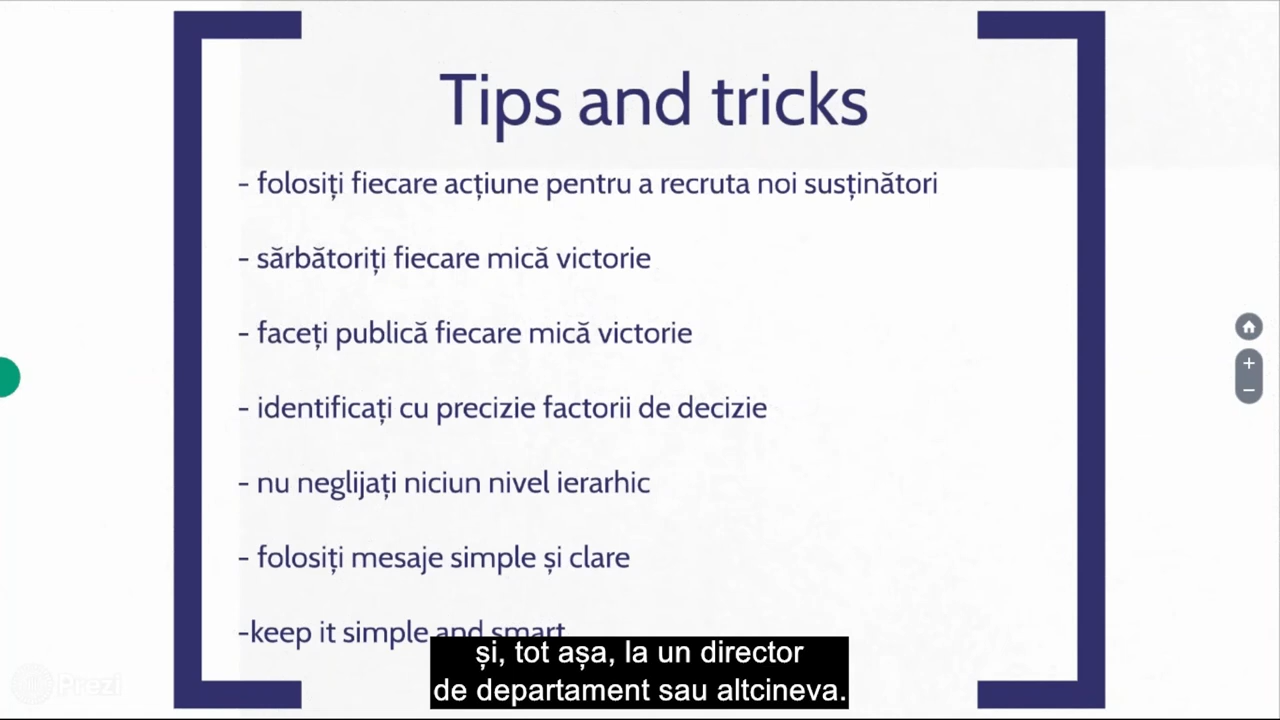 Tips and tricks
- folosiți fiecare acțiune pentru a recruta noi susținători
- sărbătoriți fiecare mică victorie
- faceți publică fiecare mică victorie
- identificați cu precizie factorii de decizie
- nu neglijați niciun nivel ierarhic
- folosiți mesaje simple și clare
-keep it simple and smart
și, tot așa, la un director
de departament sau altcineva.
Prezi